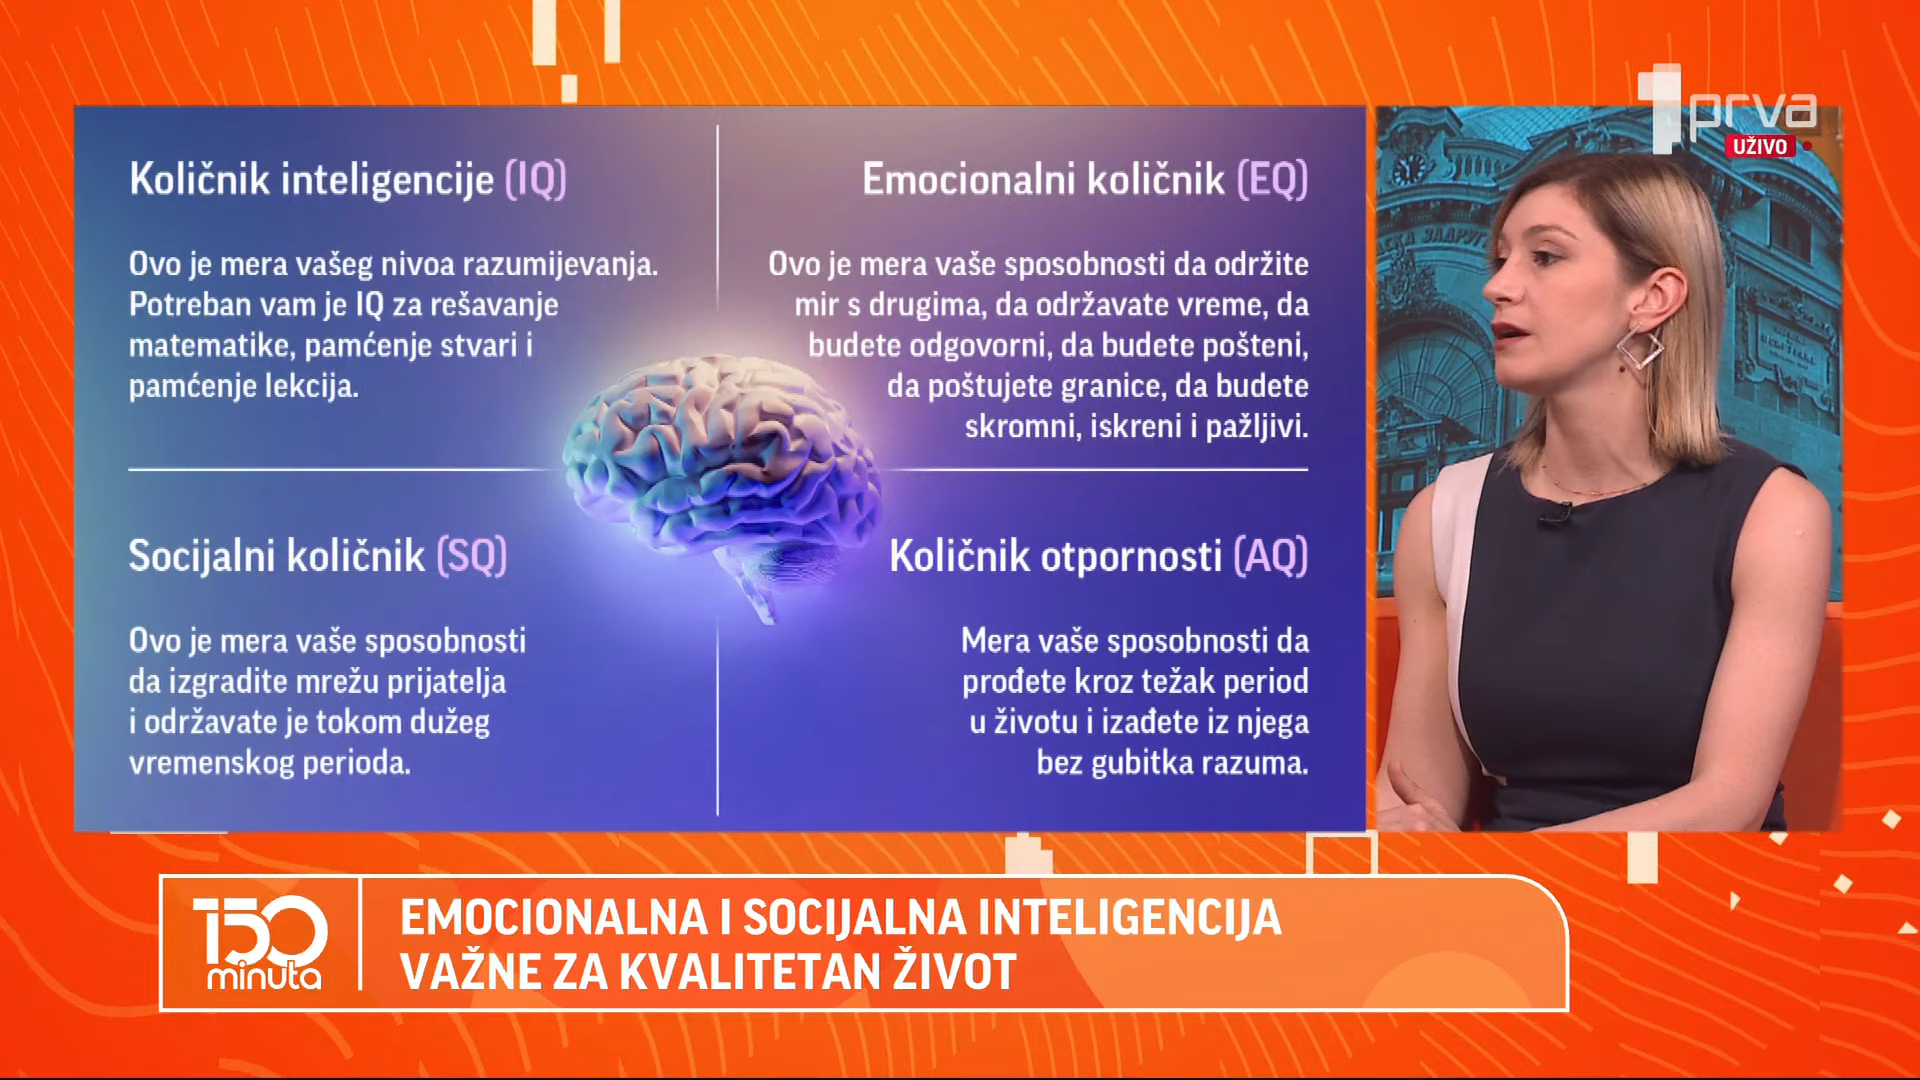 prva
UŽIVO
Količnik inteligencije (IQ)
Ovo je mera vašeg nivoa razumijevanja.
Potreban vam je IQ za rešavanje
matematike, pamćenje stvari i
pamćenje lekcija.
Emocionalni količnik (EQ)
Ovo je mera vaše sposobnosti da održite
mir s drugima, da održavate vreme, da
budete odgovorni, da budete pošteni,
da poštujete granice, da budete
skromni, iskreni i pažljivi.
Socijalni količnik (SQ)
Ovo je mera vaše sposobnosti
da izgradite mrežu prijatelja
i održavate je tokom dužeg
vremenskog perioda.
Količnik otpornosti (AQ)
Mera vaše sposobnosti da
prođete kroz težak period
u životu i izađete iz njega
bez gubitka razuma.
150
minuta
EMOCIONALNA I SOCIJALNA INTELIGENCIJA
VAŽNE ZA KVALITETAN ŽIVOT